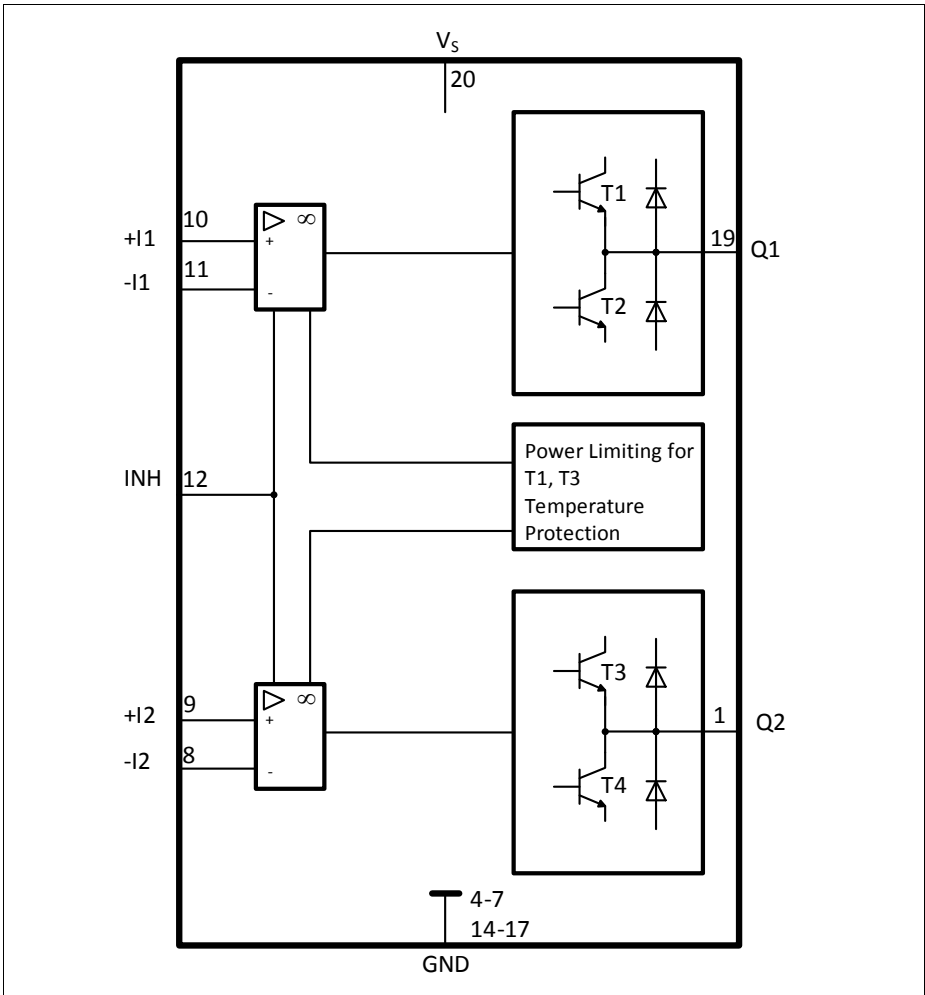 VS
20
T1
10
▷ ∞
+I1
+
19
Q1
11
-I1
-
T2
Power Limiting for
T1, T3
Temperature
Protection
INH
12
T3
▷ ∞
9
+I2
+
1
Q2
8
-I2
-
T4
4-7
14-17
GND